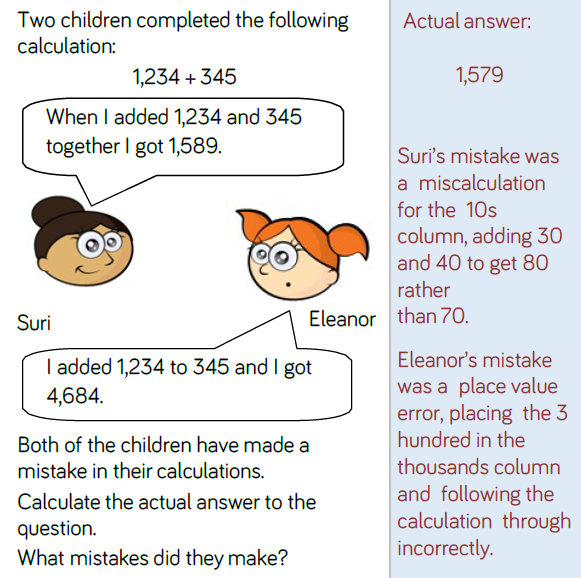 Two children completed the following
calculation:
1,234 + 345
When I added 1,234 and 345
together I got 1,589.
Suri
Eleanor
I added 1,234 to 345 and I got
4,684.
Both of the children have made a
mistake in their calculations.
Calculate the actual answer to the
question.
What mistakes did they make?
Actual answer:
1,579
Suri's mistake was
a miscalculation
for the 10s
column, adding 30
and 40 to get 80
rather
than 70.
Eleanor's mistake
was a place value
error, placing the 3
hundred in the
thousands column
and following the
calculation through
incorrectly.